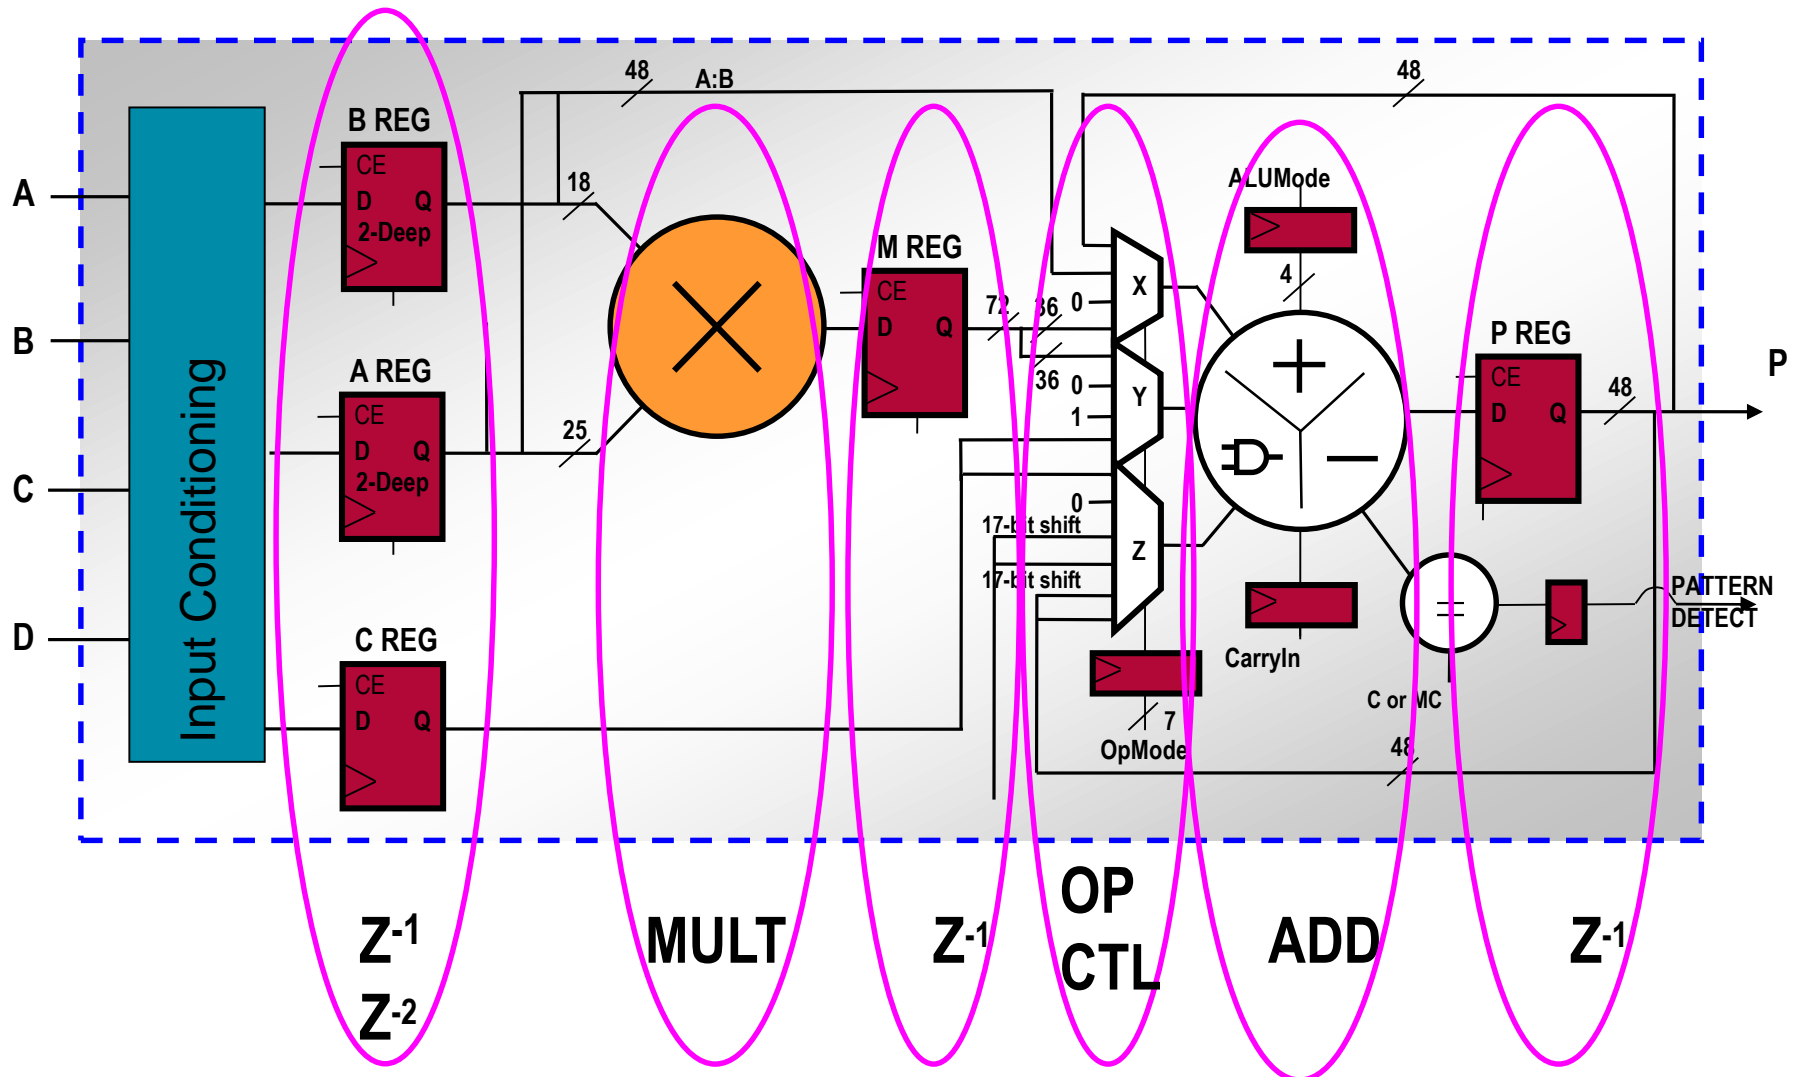 48
A:B
48
B REG
CE
D Q
2-Deep
A
18
ALUMode
M REG
CE
D Q
72
36
0
X
4
B
36
0
Y
1
P REG
CE
D Q
48
P
A REG
CE
D Q
2-Deep
25
C
Input Conditioning
0
17-bit shift
Z
17-bit shift
=
PATTERN
DETECT
D
C REG
CE
D Q
CarryIn
C or MC
7
OpMode
48
Z-1
Z-2
MULT
Z-1
OP
CTL
ADD
Z-1